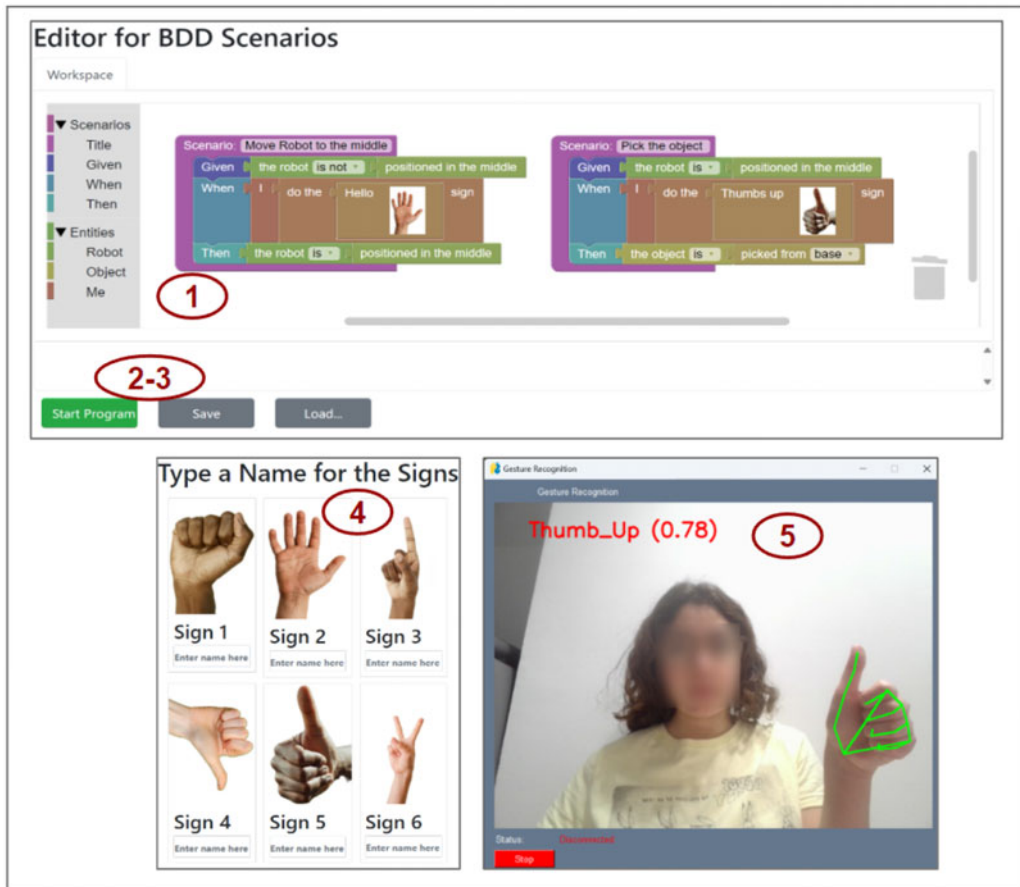 Editor for BDD Scenarios
Workspace
Scenarios
Title
Given
When
Then
Entities
Robot
Object
Me
Scenario: Move Robot to the middle
Given the robot is not positioned in the middle
When I do the Hello sign
Then the robot is positioned in the middle
Scenario: Pick the object
Given the robot is positioned in the middle
When I do the Thumbs up sign
Then the object is picked from base
1
2-3
Start Program Save Load...
Type a Name for the Signs
4
Sign 1 Sign 2 Sign 3
Enter name here Enter name here Enter name here
Sign 4 Sign 5 Sign 6
Enter name here Enter name here Enter name here
Gesture Recognition
Gesture Recognition
Thumb_Up (0.78)
5
Status: Disconnected
Stop